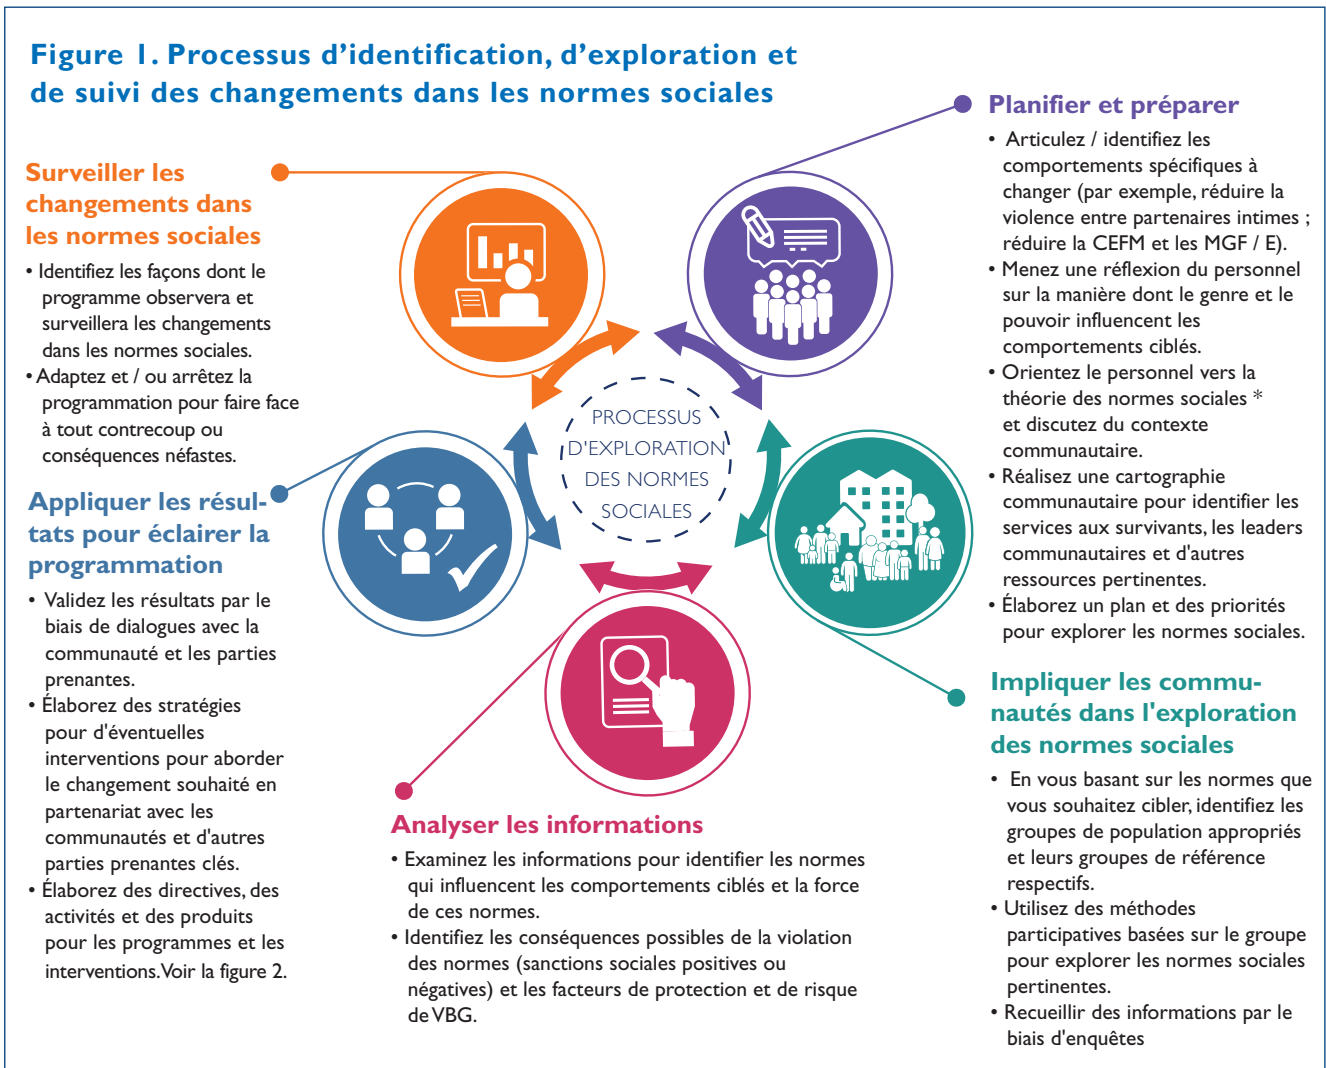 Figure 1. Processus d’identification, d’exploration et
de suivi des changements dans les normes sociales
Surveiller les
changements dans
les normes sociales
• Identifiez les façons dont le
programme observera et
surveillera les changements
dans les normes sociales.
• Adaptez et / ou arrêtez la
programmation pour faire face
à tout contrecoup ou
conséquences néfastes.
Appliquer les résul-
tats pour éclairer la
programmation
• Validez les résultats par le
biais de dialogues avec la
communauté et les parties
prenantes.
• Élaborez des stratégies
pour d'éventuelles
interventions pour aborder
le changement souhaité en
partenariat avec les
communautés et d'autres
parties prenantes clés.
• Élaborez des directives, des
activités et des produits
pour les programmes et les
interventions. Voir la figure 2.
PROCESSUS
D'EXPLORATION
DES NORMES
SOCIALES
Analyser les informations
• Examinez les informations pour identifier les normes
qui influencent les comportements ciblés et la force
de ces normes.
• Identifiez les conséquences possibles de la violation
des normes (sanctions sociales positives ou
négatives) et les facteurs de protection et de risque
de VBG.
Planifier et préparer
• Articulez / identifiez les
comportements spécifiques à
changer (par exemple, réduire la
violence entre partenaires intimes ;
réduire la CEFM et les MGF / E).
• Menez une réflexion du personnel
sur la manière dont le genre et le
pouvoir influencent les
comportements ciblés.
• Orientez le personnel vers la
théorie des normes sociales *
et discutez du contexte
communautaire.
• Réalisez une cartographie
communautaire pour identifier les
services aux survivants, les leaders
communautaires et d'autres
ressources pertinentes.
• Élaborez un plan et des priorités
pour explorer les normes sociales.
Impliquer les commu-
nautés dans l'exploration
des normes sociales
• En vous basant sur les normes que
vous souhaitez cibler, identifiez les
groupes de population appropriés
et leurs groupes de référence
respectifs.
• Utilisez des méthodes
participatives basées sur le groupe
pour explorer les normes sociales
pertinentes.
• Recueillir des informations par le
biais d'enquêtes